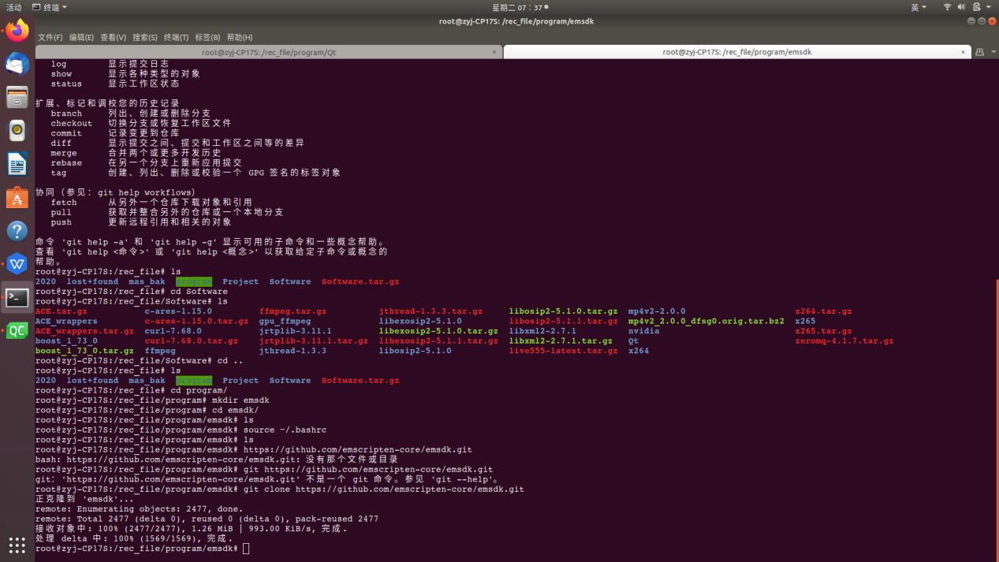 活动 终端 星期二 07：37 英
root@zyj-CP17S: /rec_file/program/emsdk
文件(F) 编辑(E) 查看(V) 搜索(S) 终端(T) 标签(B) 帮助(H)
root@zyj-CP17S: /rec_file/program/Qt × root@zyj-CP17S: /rec_file/program/emsdk ×
log 显示提交日志
show 显示各种类型的对象
status 显示工作区状态
扩展、标记和调校您的历史记录
branch 列出、创建或删除分支
checkout 切换分支或恢复工作区文件
commit 记录变更到仓库
diff 显示提交之间、提交和工作区之间等的差异
merge 合并两个或更多开发历史
rebase 在另一个分支上重新应用提交
tag 创建、列出、删除或校验一个 GPG 签名的标签对象
协同（参见：git help workflows）
fetch 从另外一个仓库下载对象和引用
pull 获取并整合另外的仓库或一个本地分支
push 更新远程引用和相关的对象
命令 'git help -a' 和 'git help -g' 显示可用的子命令和一些概念帮助。
查看 'git help <命令>' 或 'git help <概念>' 以获取给定子命令或概念的
帮助。
root@zyj-CP17S:/rec_file# ls
2020 lost+found mas_bak program Project Software Software.tar.gz
root@zyj-CP17S:/rec_file# cd Software
root@zyj-CP17S:/rec_file/Software# ls
ACE.tar.gz c-ares-1.15.0 ffmpeg.tar.gz jthread-1.3.3.tar.gz libosip2-5.1.0.tar.gz mp4v2-2.0.0 x264.tar.gz
ACE_wrappers c-ares-1.15.0.tar.gz gpu_ffmpeg libexosip2-5.1.0 libosip2-5.1.1.tar.gz mp4v2_2.0.0_dfsg0.orig.tar.bz2 x265
ACE_wrappers.tar.gz curl-7.68.0 jrtplib-3.11.1 libexosip2-5.1.0.tar.gz libxml2-2.7.1 nvidia x265.tar.gz
boost_1_73_0 curl-7.68.0.tar.gz jrtplib-3.11.1.tar.gz libexosip2-5.1.1.tar.gz libxml2-2.7.1.tar.gz Qt zeromq-4.1.7.tar.gz
boost_1_73_0.tar.gz ffmpeg jthread-1.3.3 libosip2-5.1.0 live555-latest.tar.gz x264
root@zyj-CP17S:/rec_file/Software# cd ..
root@zyj-CP17S:/rec_file# ls
2020 lost+found mas_bak program Project Software Software.tar.gz
root@zyj-CP17S:/rec_file# cd program/
root@zyj-CP17S:/rec_file/program# mkdir emsdk
root@zyj-CP17S:/rec_file/program# cd emsdk/
root@zyj-CP17S:/rec_file/program/emsdk# ls
root@zyj-CP17S:/rec_file/program/emsdk# source ~/.bashrc
root@zyj-CP17S:/rec_file/program/emsdk# ls
root@zyj-CP17S:/rec_file/program/emsdk# https://github.com/emscripten-core/emsdk.git
bash: https://github.com/emscripten-core/emsdk.git: 没有那个文件或目录
root@zyj-CP17S:/rec_file/program/emsdk# git https://github.com/emscripten-core/emsdk.git
git：'https://github.com/emscripten-core/emsdk.git' 不是一个 git 命令。参见 'git --help'。
root@zyj-CP17S:/rec_file/program/emsdk# git clone https://github.com/emscripten-core/emsdk.git
正克隆到 'emsdk'...
remote: Enumerating objects: 2477, done.
remote: Total 2477 (delta 0), reused 0 (delta 0), pack-reused 2477
接收对象中: 100% (2477/2477), 1.26 MiB | 993.00 KiB/s, 完成.
处理 delta 中: 100% (1569/1569), 完成.
root@zyj-CP17S:/rec_file/program/emsdk#